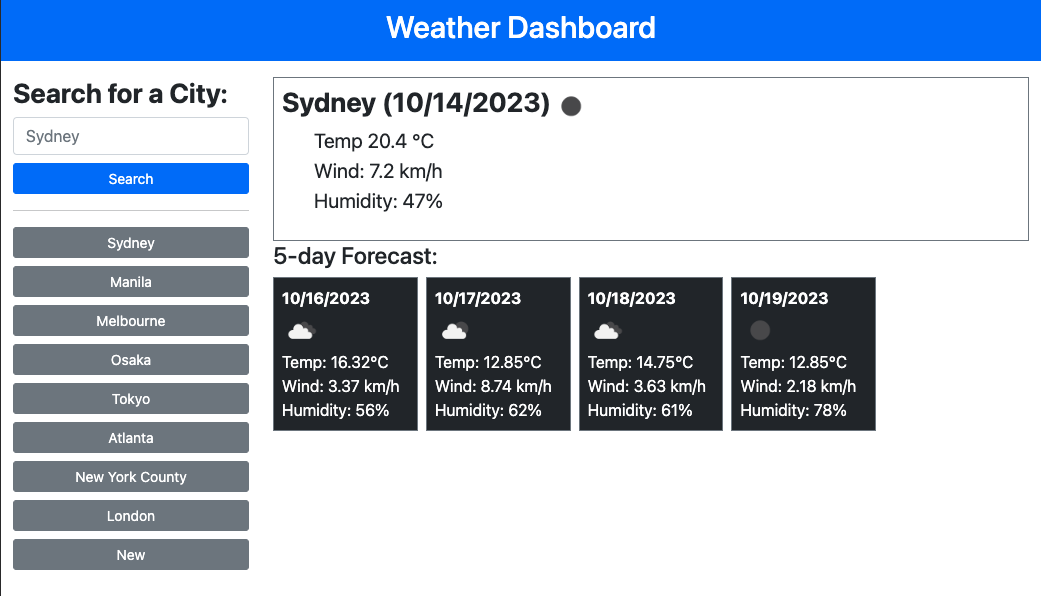 Weather Dashboard
Search for a City:
Sydney
Search
Sydney
Manila
Melbourne
Osaka
Tokyo
Atlanta
New York County
London
New
Sydney (10/14/2023)
Temp 20.4 °C
Wind: 7.2 km/h
Humidity: 47%
5-day Forecast:
10/16/2023
Temp: 16.32°C
Wind: 3.37 km/h
Humidity: 56%
10/17/2023
Temp: 12.85°C
Wind: 8.74 km/h
Humidity: 62%
10/18/2023
Temp: 14.75°C
Wind: 3.63 km/h
Humidity: 61%
10/19/2023
Temp: 12.85°C
Wind: 2.18 km/h
Humidity: 78%